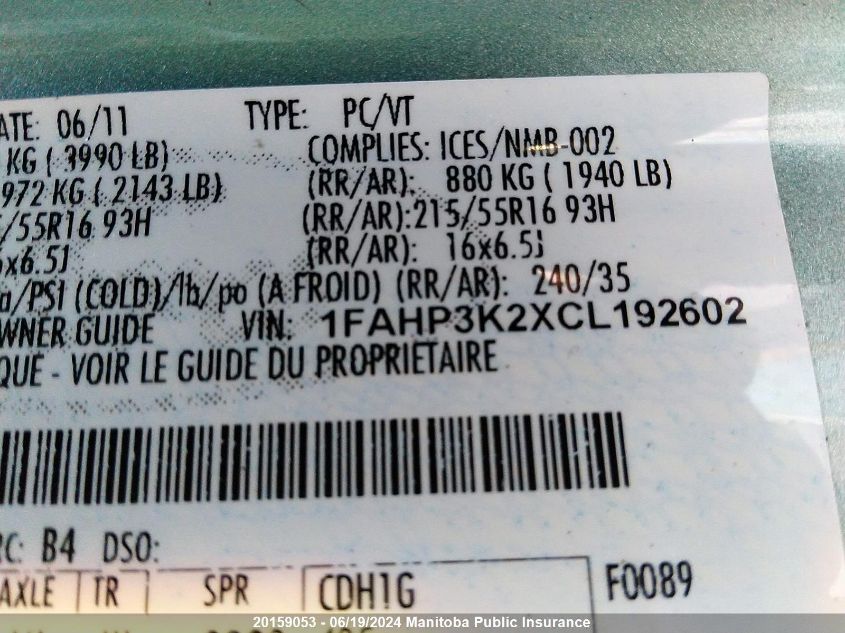 ATE: 06/11 TYPE: PC/VT
KG ( 3990 LB) COMPLIES: ICES/NMB-002
972 KG ( 2143 LB) (RR/AR): 880 KG ( 1940 LB)
/55R16 93H (RR/AR):215/55R16 93H
6x6.5J (RR/AR): 16x6.5J
a/PSI (COLD)/lb/po (A FROID) (RR/AR): 240/35
WNER GUIDE VIN: 1FAHP3K2XCL192602
QUE - VOIR LE GUIDE DU PROPRIETAIRE
RC: B4 DSO:
AXLE TR SPR CDH1G F0089
20159053 - 06/19/2024 Manitoba Public Insurance